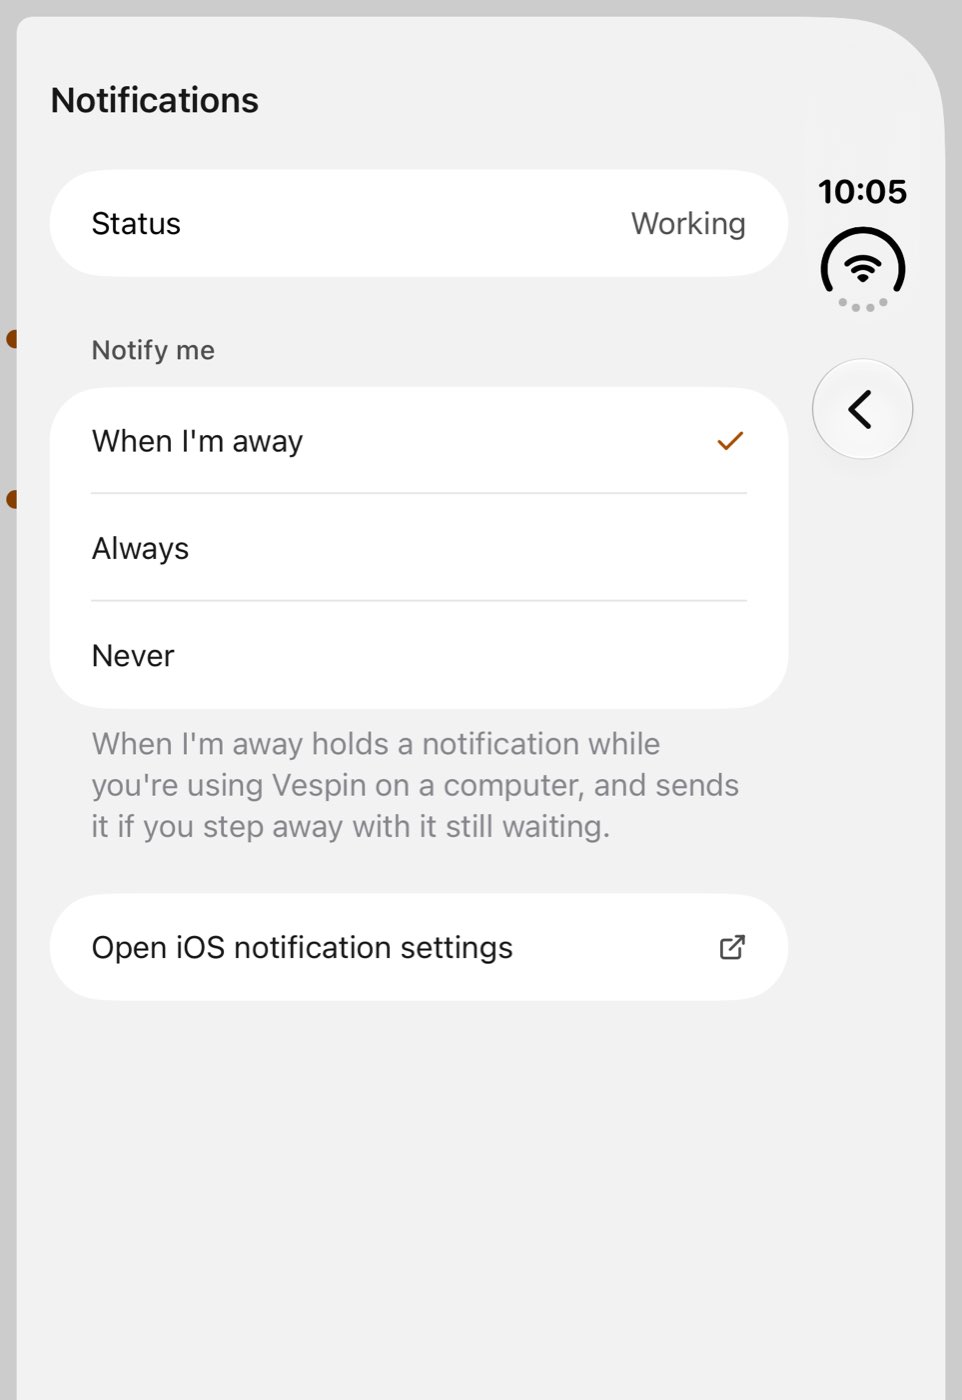 Notifications
10:05
Status Working
Notify me
When I'm away
Always
Never
When I'm away holds a notification while
you're using Vespin on a computer, and sends
it if you step away with it still waiting.
Open iOS notification settings